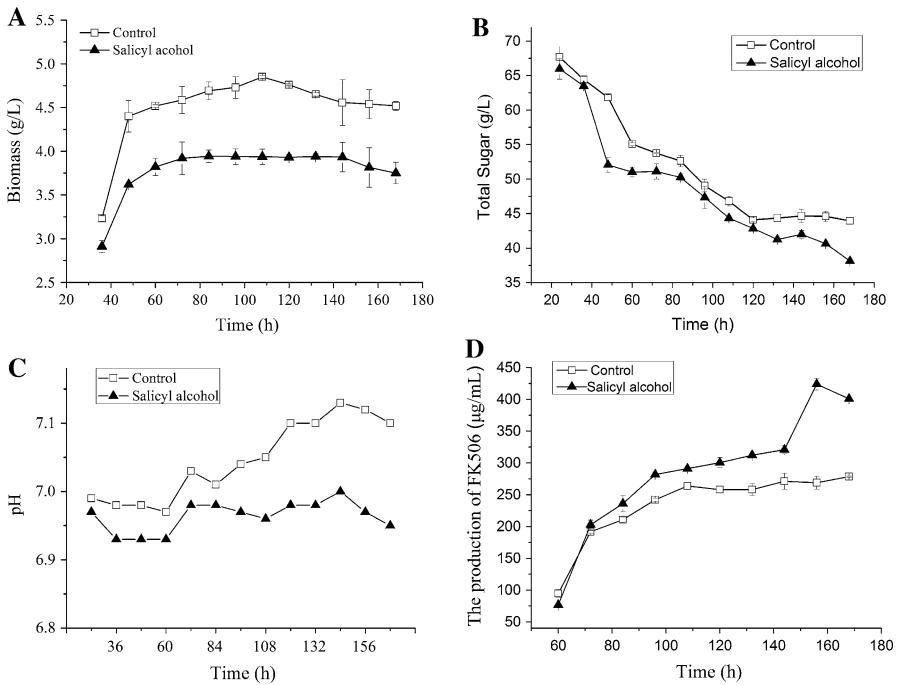 A
5.5
5.0
4.5
4.0
3.5
3.0
2.5
Biomass (g/L)
Control
Salicyl acohol
20 40 60 80 100 120 140 160 180
Time (h)
B
70
65
60
55
50
45
40
35
Total Sugar (g/L)
Control
Salicyl alcohol
20 40 60 80 100 120 140 160 180
Time (h)
C
7.1
7.0
6.9
6.8
pH
Control
Salicyl alcohol
36 60 84 108 132 156
Time (h)
D
450
400
350
300
250
200
150
100
50
The production of FK506 (μg/mL)
Control
Salicyl alcohol
60 80 100 120 140 160 180
Time (h)